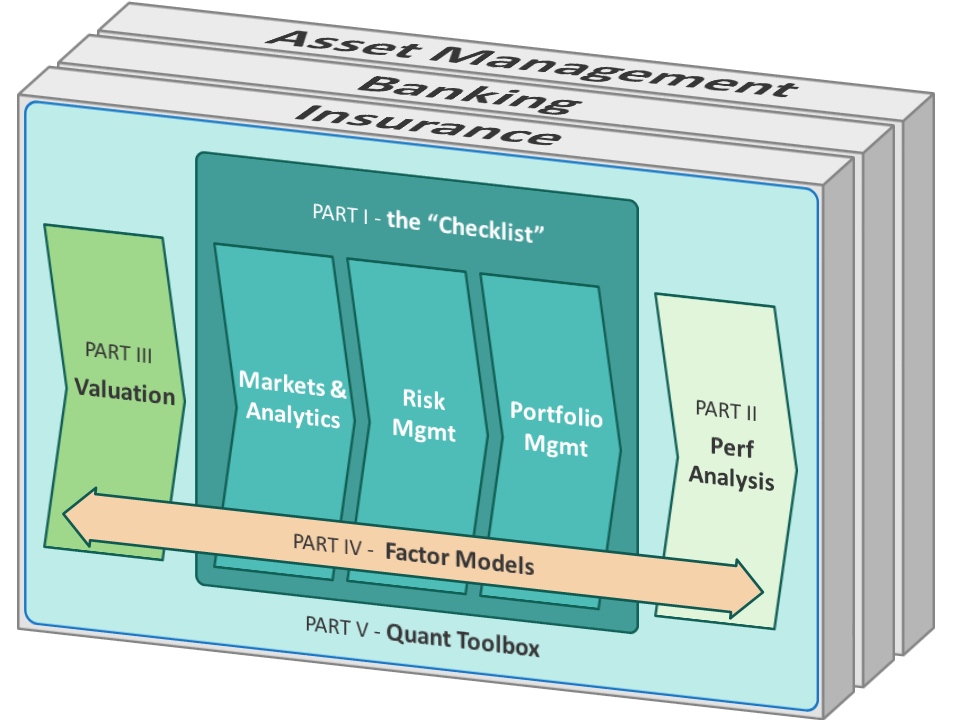 Asset Management
Banking
Insurance
PART I - the “Checklist”
PART III
Valuation
Markets &
Analytics
Risk
Mgmt
Portfolio
Mgmt
PART II
Perf
Analysis
PART IV - Factor Models
PART V - Quant Toolbox